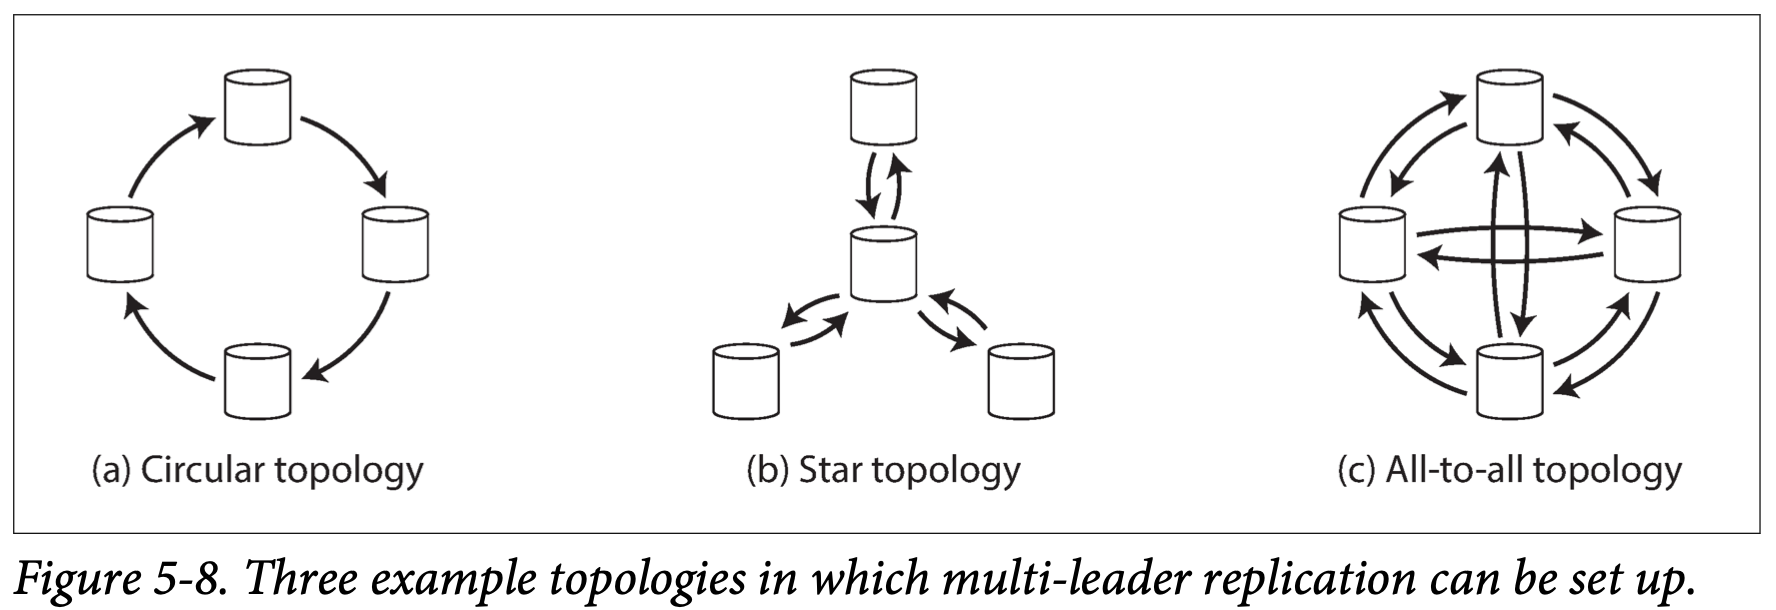 (a) Circular topology
(b) Star topology
(c) All-to-all topology
Figure 5-8. Three example topologies in which multi-leader replication can be set up.